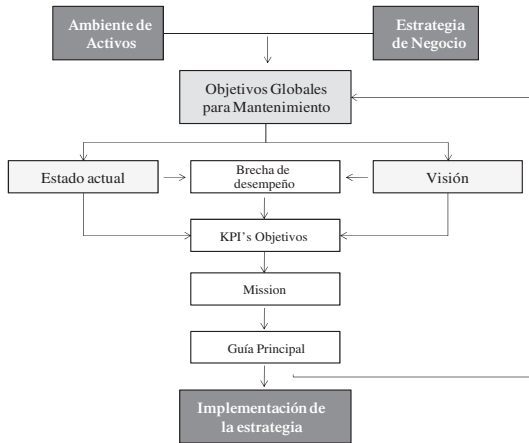 Ambiente de
Activos
Estrategia
de Negocio
Objetivos Globales
para Mantenimiento
Estado actual
Brecha de
desempeño
Visión
KPI's Objetivos
Mission
Guía Principal
Implementación de
la estrategia